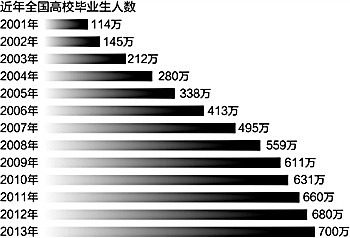 近年全国高校毕业生人数
2001年 114万
2002年 145万
2003年 212万
2004年 280万
2005年 338万
2006年 413万
2007年 495万
2008年 559万
2009年 611万
2010年 631万
2011年 660万
2012年 680万
2013年 700万